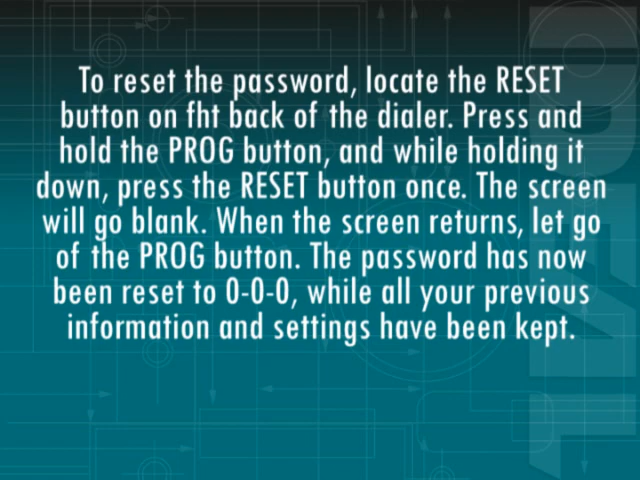 To reset the password, locate the RESET
button on fht back of the dialer. Press and
hold the PROG button, and while holding it
down, press the RESET button once. The screen
will go blank. When the screen returns, let go
of the PROG button. The password has now
been reset to 0-0-0, while all your previous
information and settings have been kept.